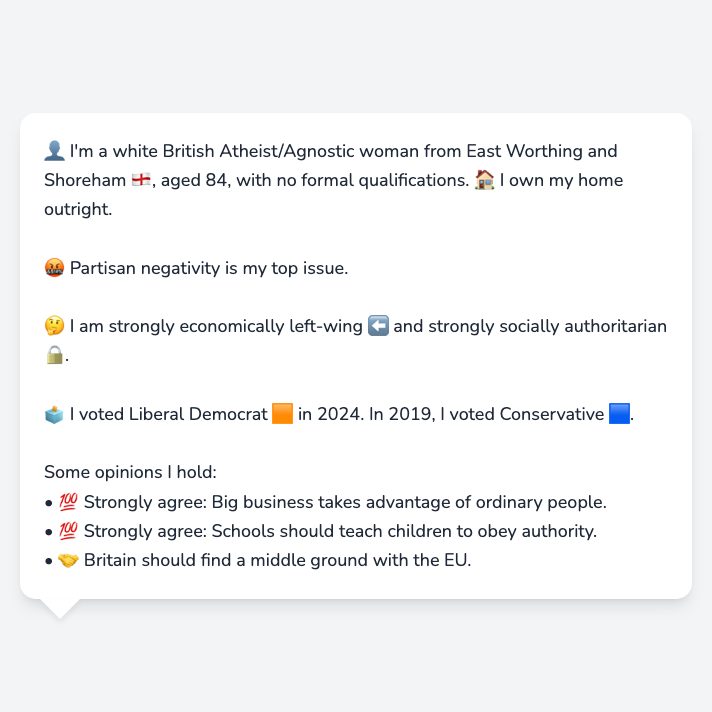 👤 I'm a white British Atheist/Agnostic woman from East Worthing and
Shoreham 🏴󠁧󠁢󠁥󠁮󠁧󠁿, aged 84, with no formal qualifications. 🏠 I own my home
outright.
🤬 Partisan negativity is my top issue.
🤔 I am strongly economically left-wing ⬅️ and strongly socially authoritarian
🔒.
🗳️ I voted Liberal Democrat 🟧 in 2024. In 2019, I voted Conservative 🟦.
Some opinions I hold:
• 💯 Strongly agree: Big business takes advantage of ordinary people.
• 💯 Strongly agree: Schools should teach children to obey authority.
• 🤝 Britain should find a middle ground with the EU.